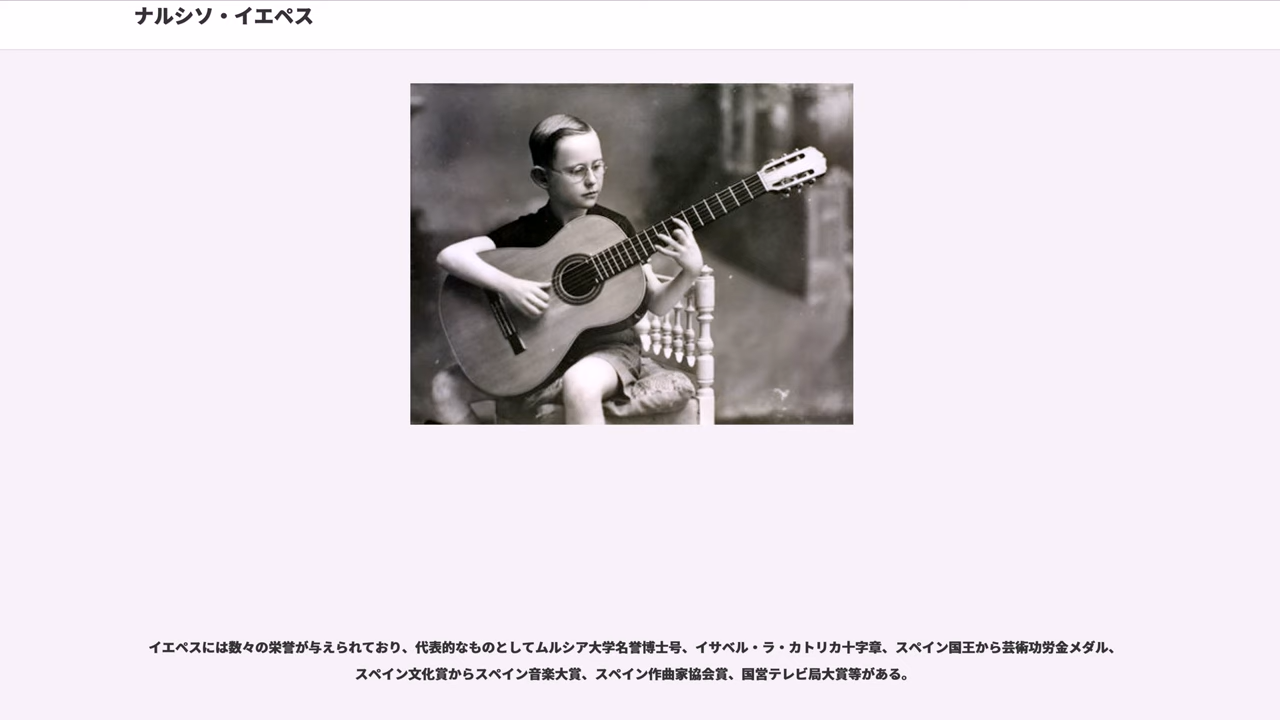 ナルシソ・イエペス
イエペスには数々の栄誉が与えられており、代表的なものとしてムルシア大学名誉博士号、イサベル・ラ・カトリカ十字章、スペイン国王から芸術功労金メダル、
スペイン文化賞からスペイン音楽大賞、スペイン作曲家協会賞、国営テレビ局大賞等がある。